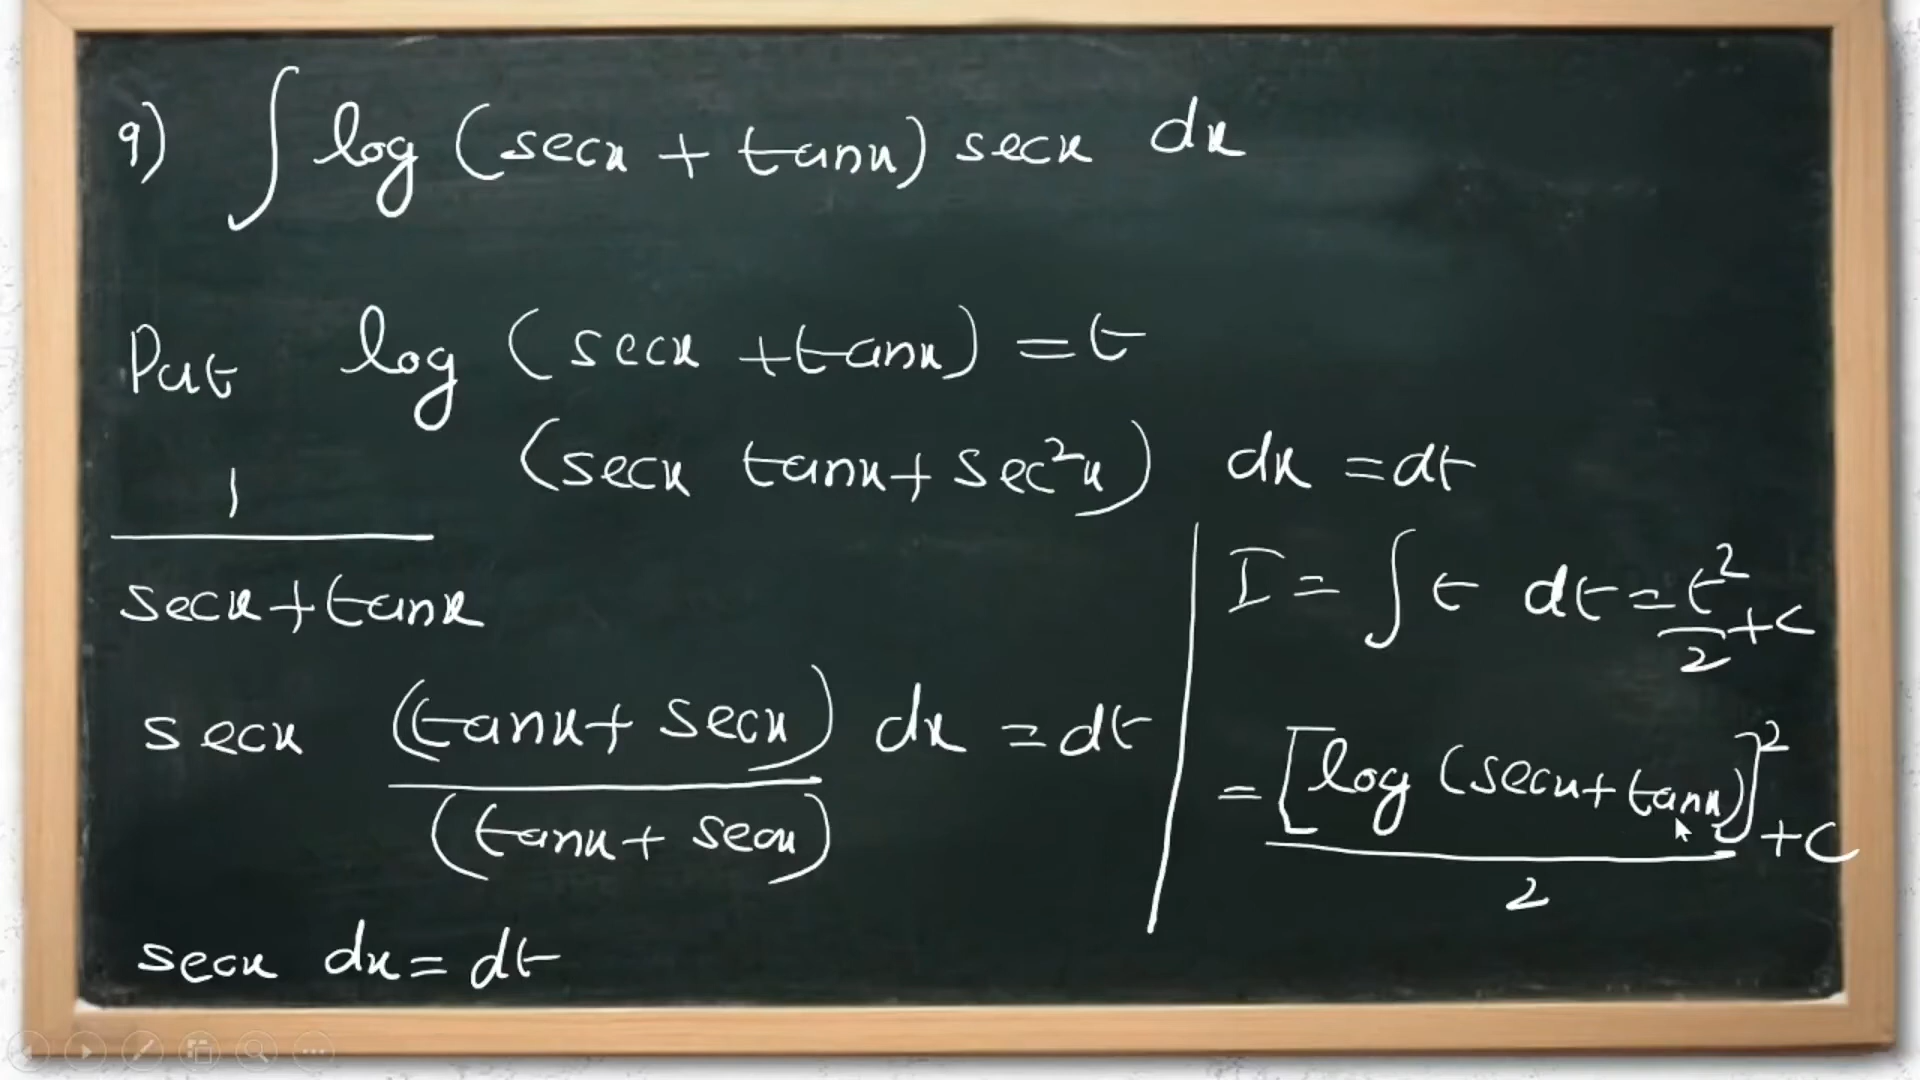 9) ∫ log (secx + tanx) secx dx
Put log (secx + tanx) = t
1/(secx + tanx) (secx tanx + sec²x) dx = dt
secx (tanx + secx)/(tanx + secx) dx = dt
secx dx = dt
I = ∫ t dt = t²/2 + c
= [log (secx + tanx)]²/2 + C